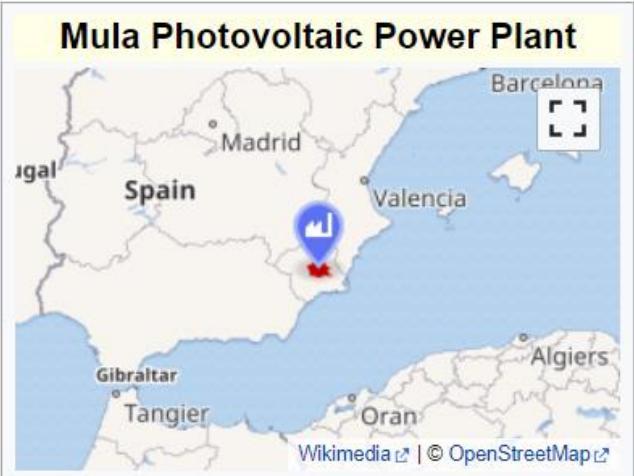 Mula Photovoltaic Power Plant
Barcelona
Madrid
ugal
Spain
Valencia
Gibraltar
Tangier
Algiers
Oran
Wikimedia | © OpenStreetMap